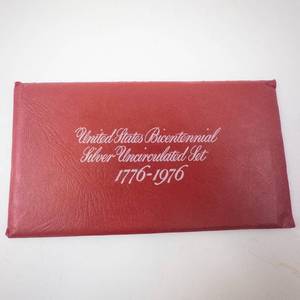 United States Bicentennial
Silver Uncirculated Set
1776-1976